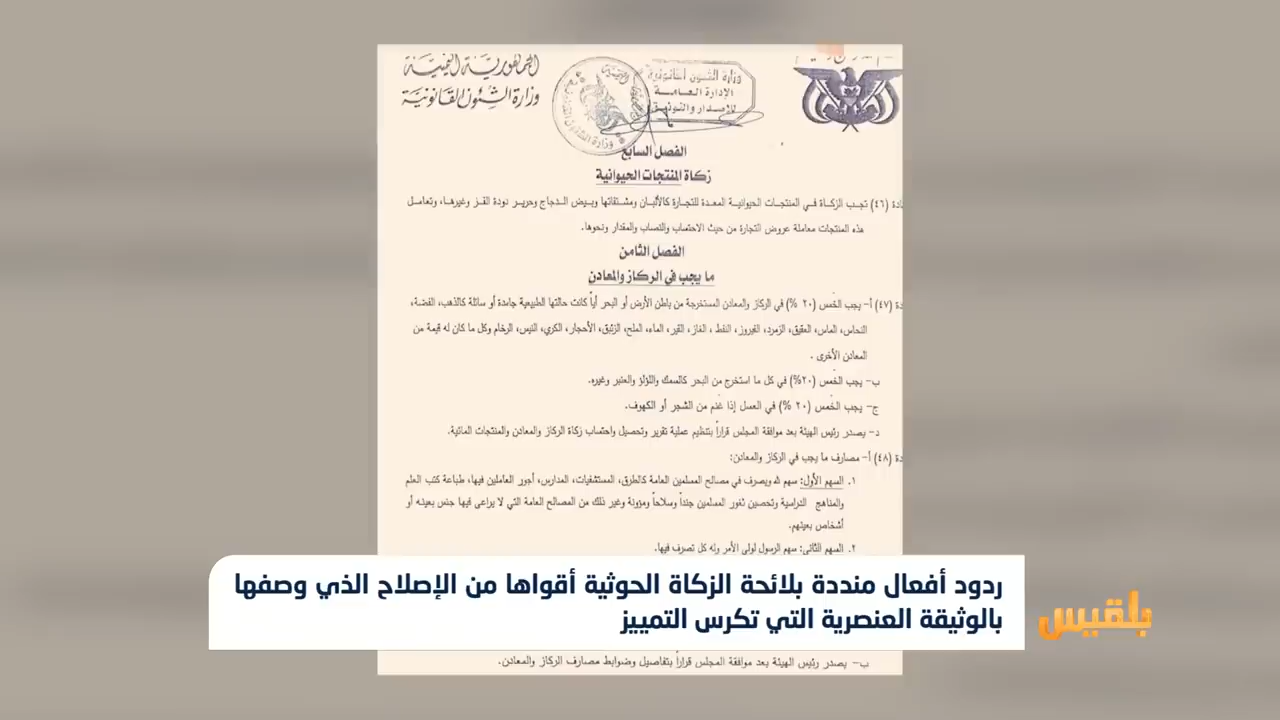 الجمهورية اليمنية
وزارة الشئون القانونية
وزارة الشئون القانونية
الإدارة العامة
للإصدار والتوثيق
الفصل السابع
زكاة المنتجات الحيوانية
ادة (٤٦) تجب الزكاة في المنتجات الحيوانية المعدة للتجارة كالألبان ومشتقاتها وبيض الدجاج وحرير دودة القز وغيرها، وتعامل
هذه المنتجات معاملة عروض التجارة من حيث الاحتساب والنصاب والمقدار ونحوها.
الفصل الثامن
ما يجب في الركاز والمعادن
ة (٤٧) أ- يجب الخُمس (٢٠ %) في الركاز والمعادن المستخرجة من باطن الأرض أو البحر أياً كانت حالتها الطبيعية جامدة أو سائلة كالذهب، الفضة،
النحاس، الماس، العقيق، الزمرد، الفيروز، النفط، الغاز، القير، الماء، الملح، الزئبق، الأحجار، الكري، النيس، الرخام وكل ما كان له قيمة من
المعادن الأخرى .
ب- يجب الخُمس (٢٠%) في كل ما استخرج من البحر كالسمك واللؤلؤ والعنبر وغيره.
ج- يجب الخُمس (٢٠ %) في العسل إذا غُنم من الشجر أو الكهوف.
د- يصدر رئيس الهيئة بعد موافقة المجلس قراراً بتنظيم عملية تقرير وتحصيل واحتساب زكاة الركاز والمعادن والمنتجات المائية.
ة (٤٨) أ- مصارف ما يجب في الركاز والمعادن:
١. السهم الأول: سهم لله ويصرف في مصالح المسلمين العامة كالطرق، المستشفيات، المدارس، أجور العاملين فيها، طباعة كتب العلم
والمناهج الدراسية وتحصين ثغور المسلمين جنداً وسلاحاً ومؤونة وغير ذلك من المصالح العامة التي لا يراعى فيها جنس بعينه أو
أشخاص بعينهم.
٢. السهم الثاني: سهم الرسول لولي الأمر وله كل تصرف فيها.
ردود أفعال منددة بلائحة الزكاة الحوثية أقواها من الإصلاح الذي وصفها
بالوثيقة العنصرية التي تكرس التمييز
بلقيس
ب- يصدر رئيس الهيئة بعد موافقة المجلس قراراً بتفاصيل وضوابط مصارف الركاز والمعادن.